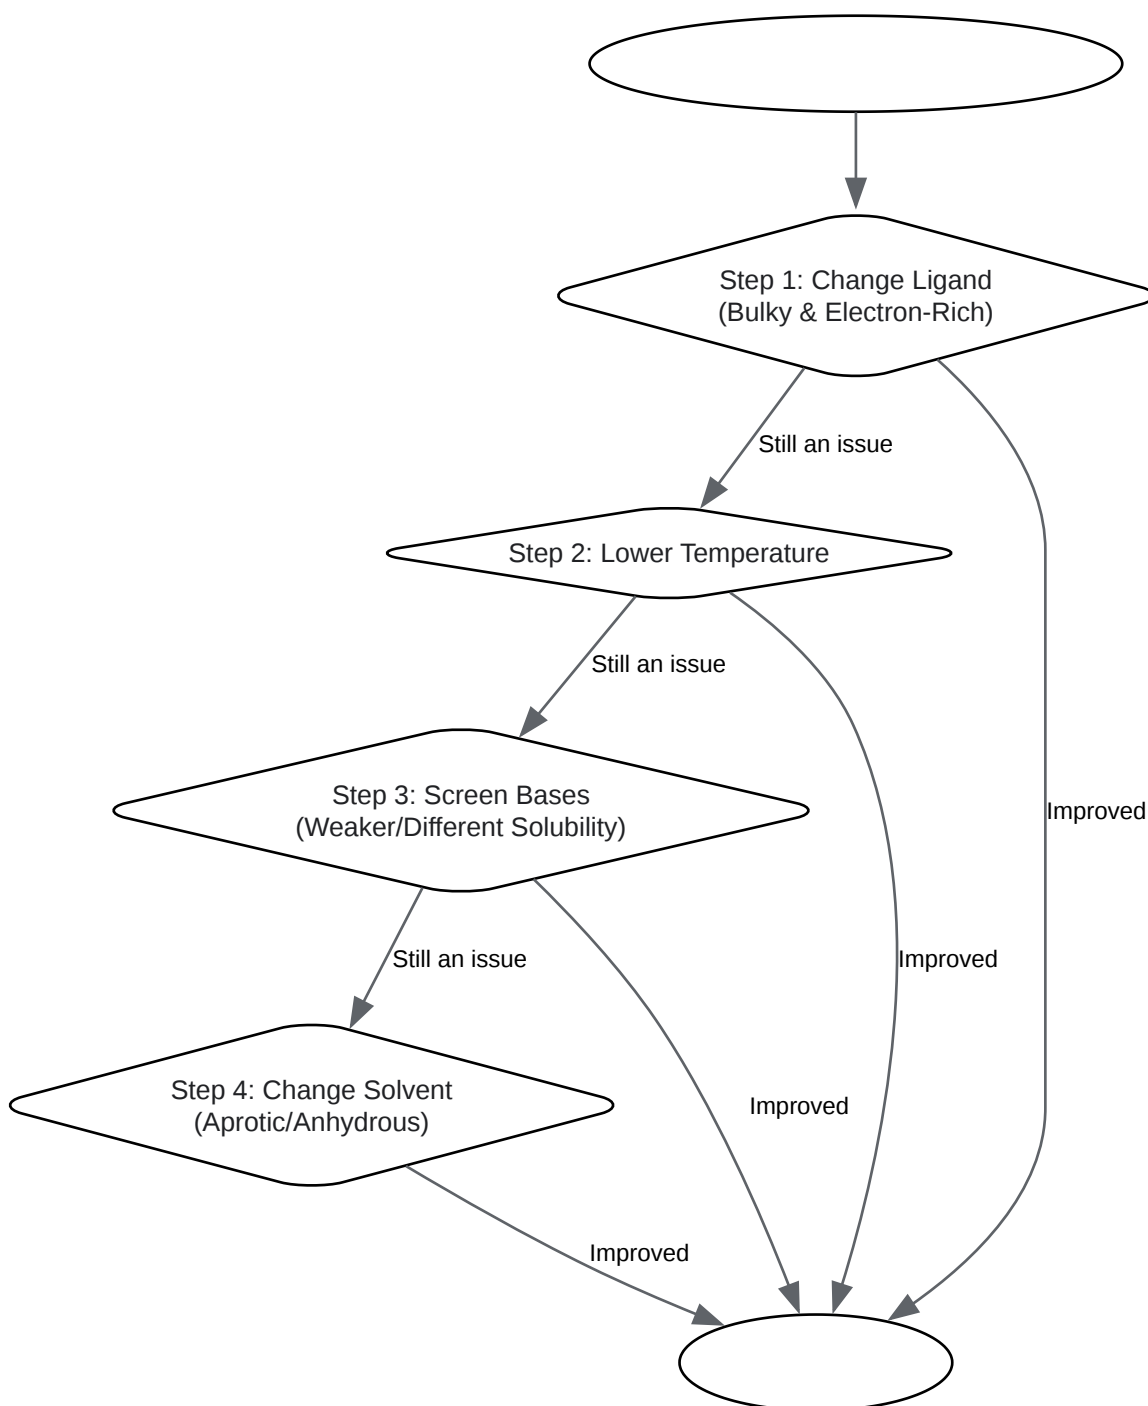 Step 1: Change Ligand
(Bulky & Electron-Rich)
Still an issue
Step 2: Lower Temperature
Still an issue
Step 3: Screen Bases
(Weaker/Different Solubility)
Improved
Still an issue
Improved
Step 4: Change Solvent
(Aprotic/Anhydrous)
Improved
Improved